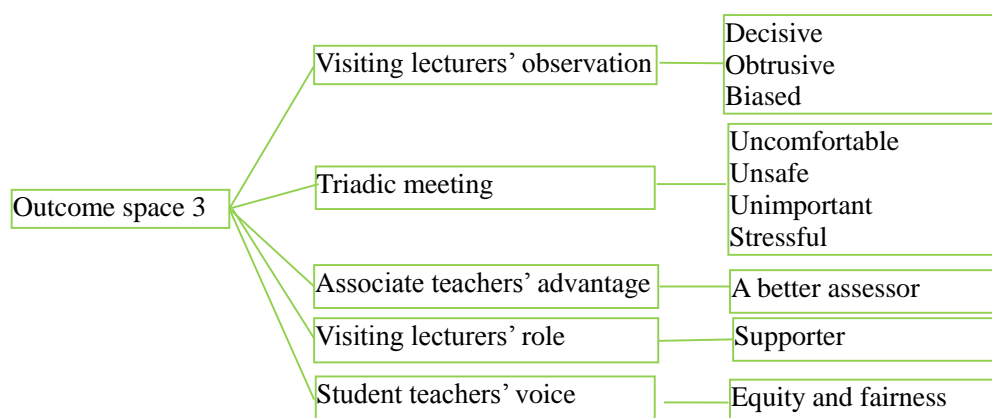 Outcome space 3
Visiting lecturers’ observation
Decisive
Obtrusive
Biased
Triadic meeting
Uncomfortable
Unsafe
Unimportant
Stressful
Associate teachers’ advantage
A better assessor
Visiting lecturers’ role
Supporter
Student teachers’ voice
Equity and fairness